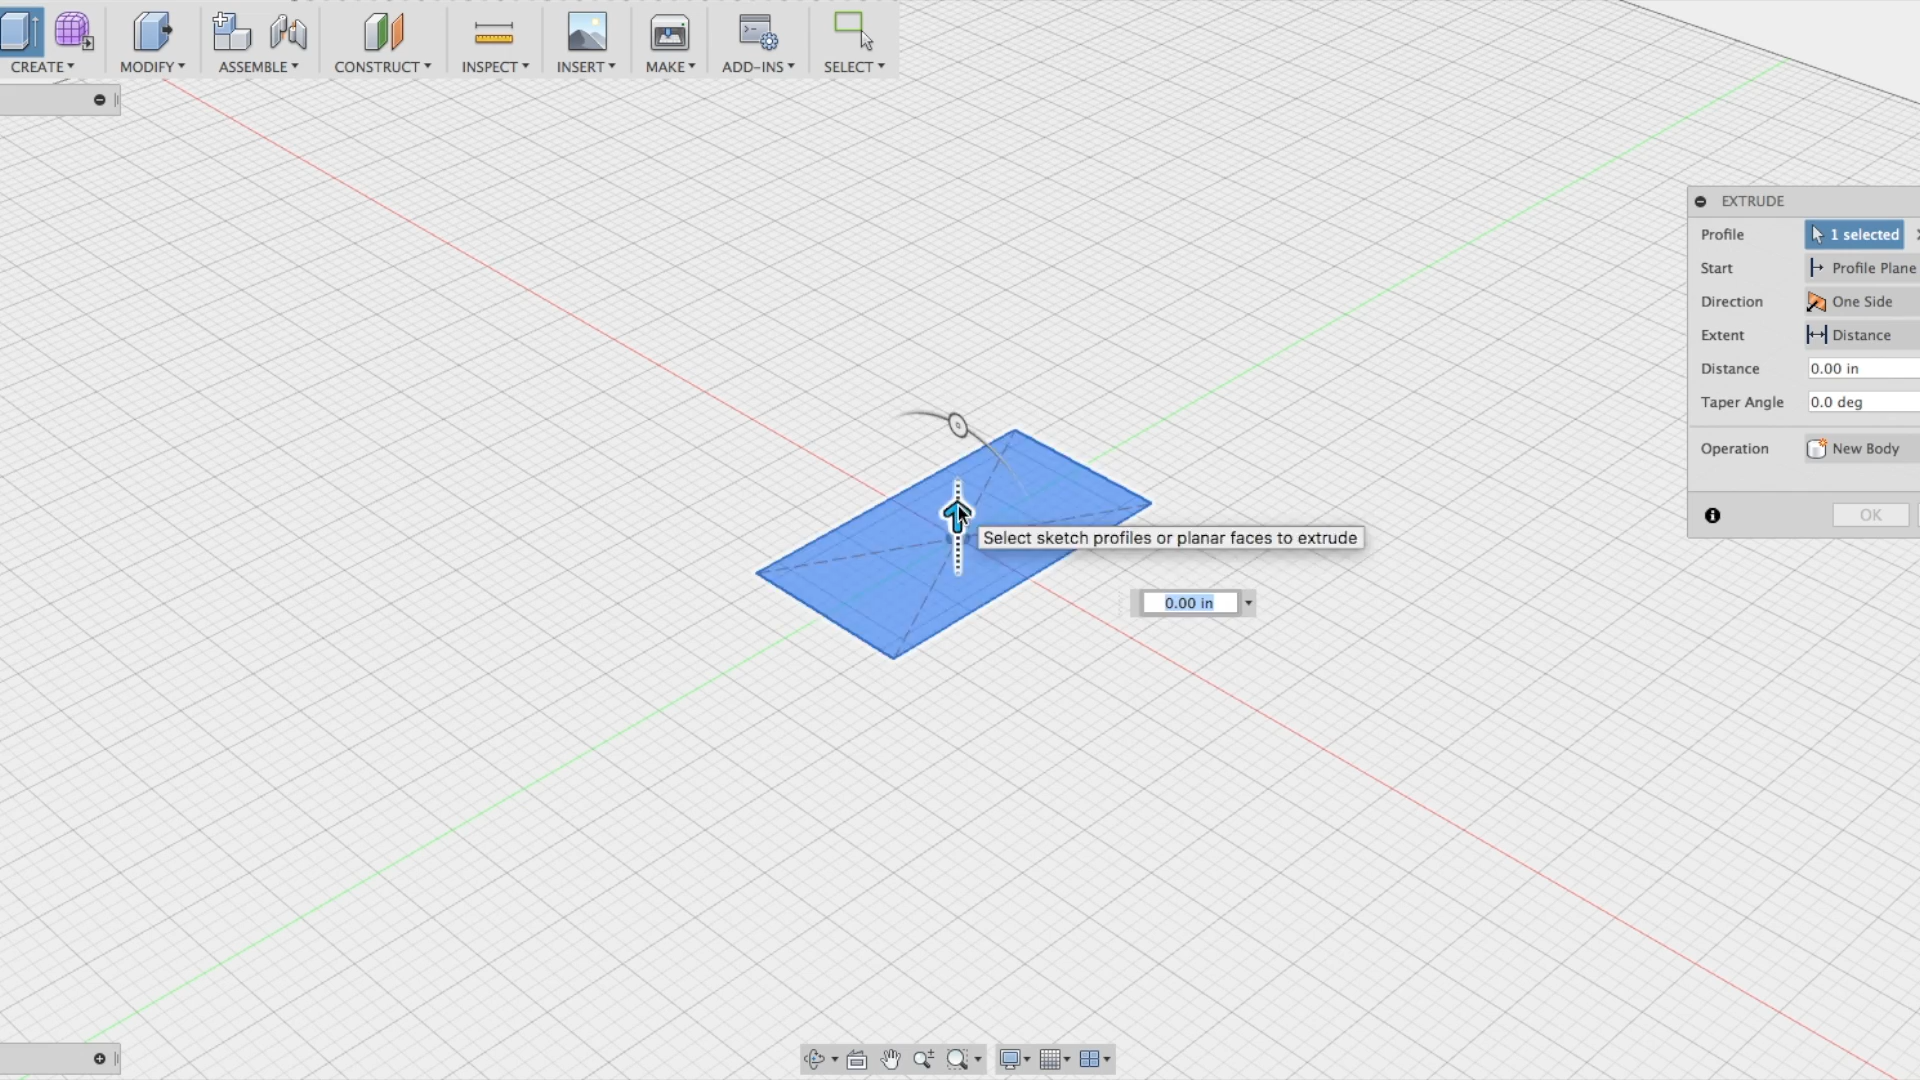 CREATE MODIFY ASSEMBLE CONSTRUCT INSPECT INSERT MAKE ADD-INS SELECT
EXTRUDE
Profile 1 selected
Start Profile Plane
Direction One Side
Extent Distance
Distance 0.00 in
Taper Angle 0.0 deg
Operation New Body
OK
Select sketch profiles or planar faces to extrude
0.00 in